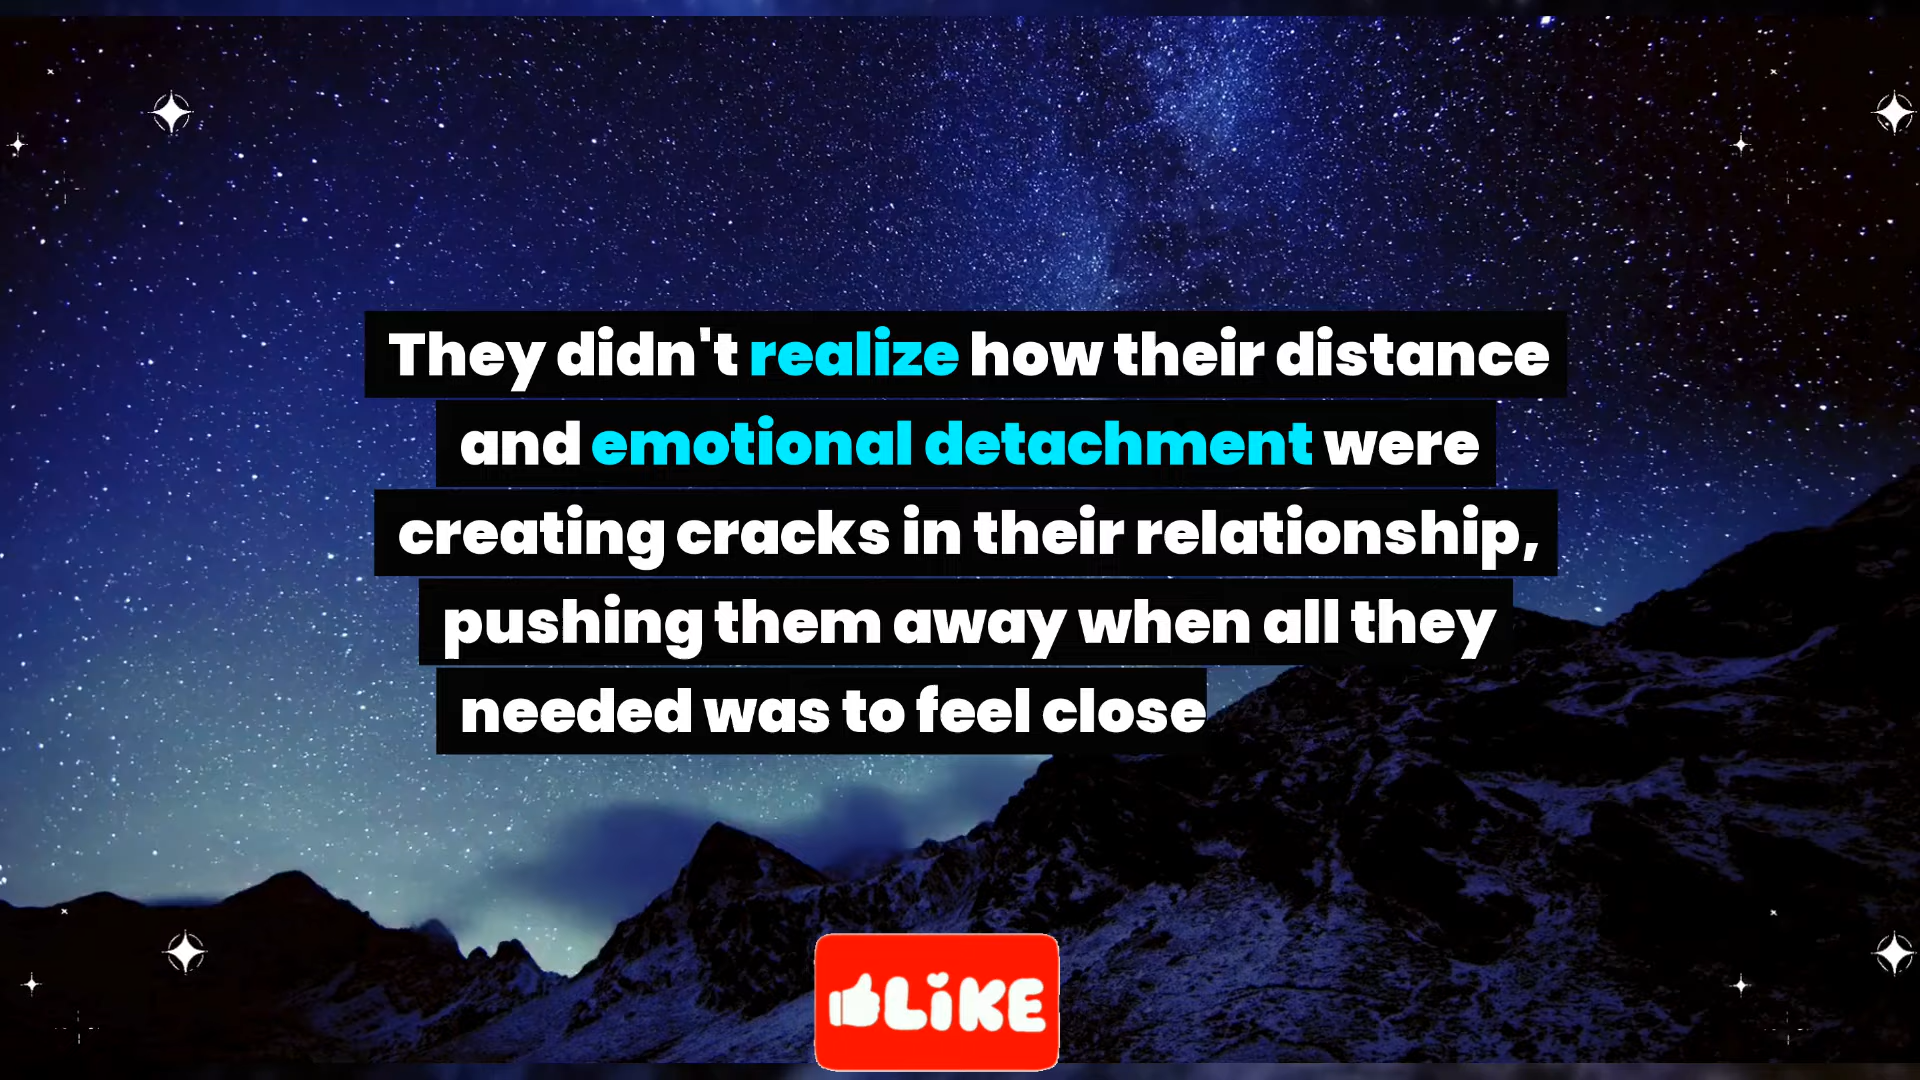 They didn't realize how their distance
and emotional detachment were
creating cracks in their relationship,
pushing them away when all they
needed was to feel close
LiKE